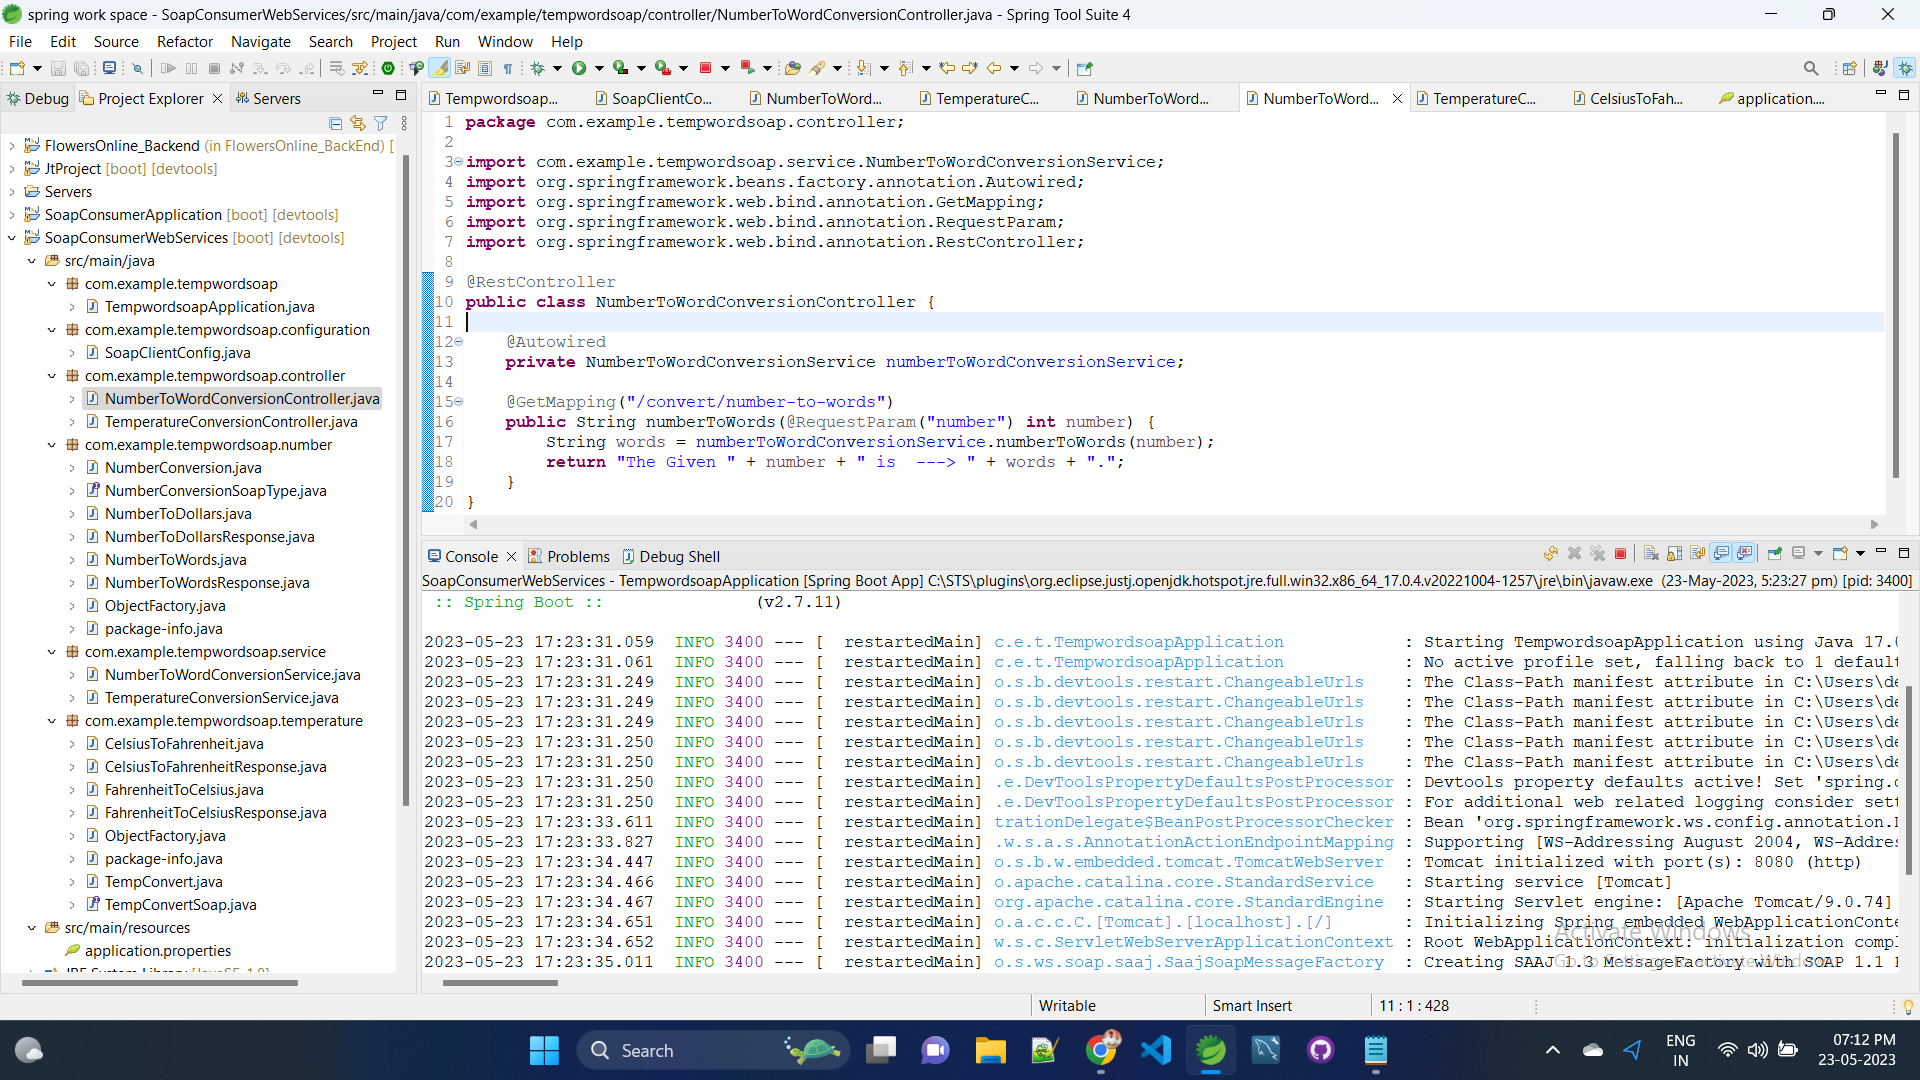 spring work space - SoapConsumerWebServices/src/main/java/com/example/tempwordsoap/controller/NumberToWordConversionController.java - Spring Tool Suite 4
File Edit Source Refactor Navigate Search Project Run Window Help
Debug Project Explorer Servers
FlowersOnline_Backend (in FlowersOnline_BackEnd) [
JtProject [boot] [devtools]
Servers
SoapConsumerApplication [boot] [devtools]
SoapConsumerWebServices [boot] [devtools]
src/main/java
com.example.tempwordsoap
TempwordsoapApplication.java
com.example.tempwordsoap.configuration
SoapClientConfig.java
com.example.tempwordsoap.controller
NumberToWordConversionController.java
TemperatureConversionController.java
com.example.tempwordsoap.number
NumberConversion.java
NumberConversionSoapType.java
NumberToDollars.java
NumberToDollarsResponse.java
NumberToWords.java
NumberToWordsResponse.java
ObjectFactory.java
package-info.java
com.example.tempwordsoap.service
NumberToWordConversionService.java
TemperatureConversionService.java
com.example.tempwordsoap.temperature
CelsiusToFahrenheit.java
CelsiusToFahrenheitResponse.java
FahrenheitToCelsius.java
FahrenheitToCelsiusResponse.java
ObjectFactory.java
package-info.java
TempConvert.java
TempConvertSoap.java
src/main/resources
application.properties
Tempwordsoap... SoapClientCo... NumberToWord... TemperatureC... NumberToWord... NumberToWord... TemperatureC... CelsiusToFah... application....
1 package com.example.tempwordsoap.controller;
2
3 import com.example.tempwordsoap.service.NumberToWordConversionService;
4 import org.springframework.beans.factory.annotation.Autowired;
5 import org.springframework.web.bind.annotation.GetMapping;
6 import org.springframework.web.bind.annotation.RequestParam;
7 import org.springframework.web.bind.annotation.RestController;
8
9 @RestController
10 public class NumberToWordConversionController {
11
12 @Autowired
13 private NumberToWordConversionService numberToWordConversionService;
14
15 @GetMapping("/convert/number-to-words")
16 public String numberToWords(@RequestParam("number") int number) {
17 String words = numberToWordConversionService.numberToWords(number);
18 return "The Given " + number + " is  ---> " + words + ".";
19 }
20 }
Console Problems Debug Shell
SoapConsumerWebServices - TempwordsoapApplication [Spring Boot App] C:\STS\plugins\org.eclipse.justj.openjdk.hotspot.jre.full.win32.x86_64_17.0.4.v20221004-1257\jre\bin\javaw.exe (23-May-2023, 5:23:27 pm) [pid: 3400]
:: Spring Boot :: (v2.7.11)
2023-05-23 17:23:31.059 INFO 3400 --- [ restartedMain] c.e.t.TempwordsoapApplication : Starting TempwordsoapApplication using Java 17.0
2023-05-23 17:23:31.061 INFO 3400 --- [ restartedMain] c.e.t.TempwordsoapApplication : No active profile set, falling back to 1 default
2023-05-23 17:23:31.249 INFO 3400 --- [ restartedMain] o.s.b.devtools.restart.ChangeableUrls : The Class-Path manifest attribute in C:\Users\de
2023-05-23 17:23:31.249 INFO 3400 --- [ restartedMain] o.s.b.devtools.restart.ChangeableUrls : The Class-Path manifest attribute in C:\Users\de
2023-05-23 17:23:31.249 INFO 3400 --- [ restartedMain] o.s.b.devtools.restart.ChangeableUrls : The Class-Path manifest attribute in C:\Users\de
2023-05-23 17:23:31.250 INFO 3400 --- [ restartedMain] o.s.b.devtools.restart.ChangeableUrls : The Class-Path manifest attribute in C:\Users\de
2023-05-23 17:23:31.250 INFO 3400 --- [ restartedMain] o.s.b.devtools.restart.ChangeableUrls : The Class-Path manifest attribute in C:\Users\de
2023-05-23 17:23:31.250 INFO 3400 --- [ restartedMain] .e.DevToolsPropertyDefaultsPostProcessor : Devtools property defaults active! Set 'spring.
2023-05-23 17:23:31.250 INFO 3400 --- [ restartedMain] .e.DevToolsPropertyDefaultsPostProcessor : For additional web related logging consider sett
2023-05-23 17:23:33.611 INFO 3400 --- [ restartedMain] trationDelegate$BeanPostProcessorChecker : Bean 'org.springframework.ws.config.annotation.
2023-05-23 17:23:33.827 INFO 3400 --- [ restartedMain] .w.s.a.s.AnnotationActionEndpointMapping : Supporting [WS-Addressing August 2004, WS-Addres
2023-05-23 17:23:34.447 INFO 3400 --- [ restartedMain] o.s.b.w.embedded.tomcat.TomcatWebServer : Tomcat initialized with port(s): 8080 (http)
2023-05-23 17:23:34.466 INFO 3400 --- [ restartedMain] o.apache.catalina.core.StandardService : Starting service [Tomcat]
2023-05-23 17:23:34.467 INFO 3400 --- [ restartedMain] org.apache.catalina.core.StandardEngine : Starting Servlet engine: [Apache Tomcat/9.0.74]
2023-05-23 17:23:34.651 INFO 3400 --- [ restartedMain] o.a.c.c.C.[Tomcat].[localhost].[/] : Initializing Spring embedded WebApplicationConte
2023-05-23 17:23:34.652 INFO 3400 --- [ restartedMain] w.s.c.ServletWebServerApplicationContext : Root WebApplicationContext: initialization compl
2023-05-23 17:23:35.011 INFO 3400 --- [ restartedMain] o.s.ws.soap.saaj.SaajSoapMessageFactory : Creating SAAJ 1.3 MessageFactory with SOAP 1.1
Activate Windows
Go to Settings to activate Windows.
Writable Smart Insert 11 : 1 : 428
Search
ENG
IN
07:12 PM
23-05-2023